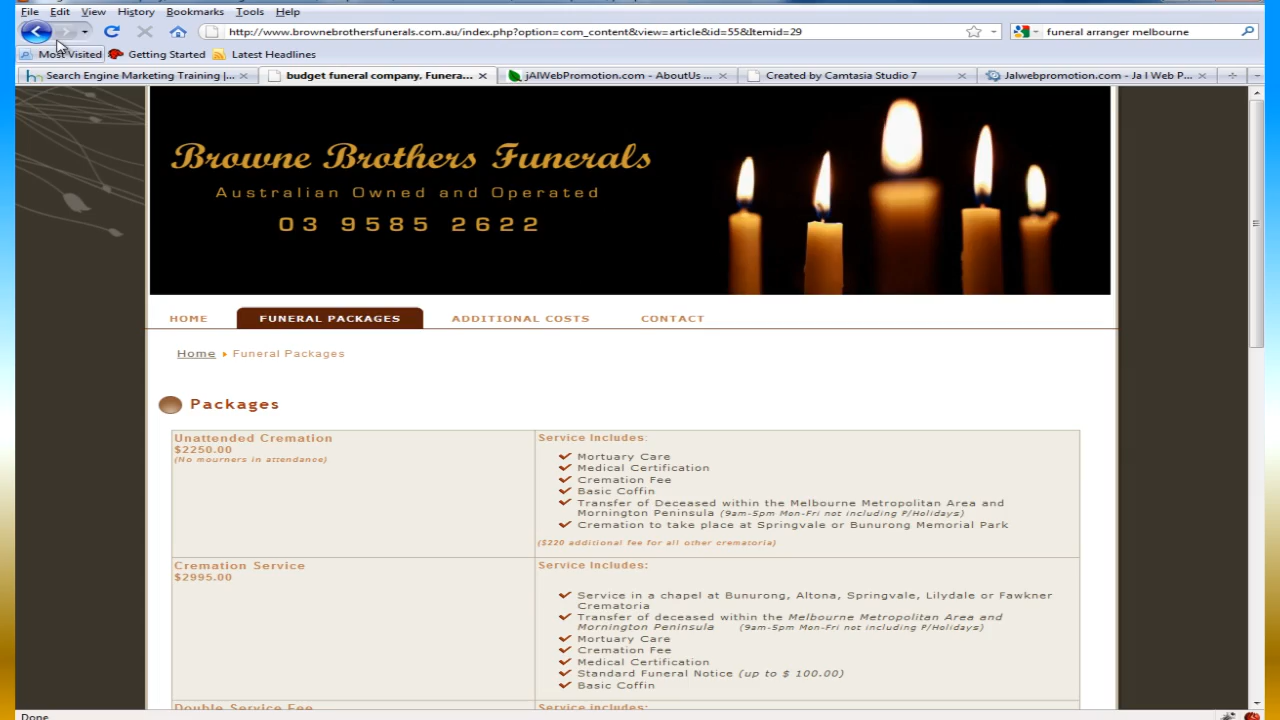 File Edit View History Bookmarks Tools Help
http://www.brownebrothersfunerals.com.au/index.php?option=com_content&view=article&id=55&Itemid=29 funeral arranger melbourne
Most Visited Getting Started Latest Headlines
Search Engine Marketing Training |... budget funeral company, Funera... jAlWebPromotion.com - AboutUs ... Created by Camtasia Studio 7 Jalwebpromotion.com - Ja l Web P...
Browne Brothers Funerals
Australian Owned and Operated
03 9585 2622
HOME FUNERAL PACKAGES ADDITIONAL COSTS CONTACT
Home Funeral Packages
Packages
Unattended Cremation
$2250.00
(No mourners in attendance)
Service Includes:
Mortuary Care
Medical Certification
Cremation Fee
Basic Coffin
Transfer of Deceased within the Melbourne Metropolitan Area and
Mornington Peninsula (9am-5pm Mon-Fri not including P/Holidays)
Cremation to take place at Springvale or Bunurong Memorial Park
($220 additional fee for all other crematoria)
Cremation Service
$2995.00
Service Includes:
Service in a chapel at Bunurong, Altona, Springvale, Lilydale or Fawkner
Crematoria
Transfer of deceased within the Melbourne Metropolitan Area and
Mornington Peninsula (9am-5pm Mon-Fri not including P/Holidays)
Mortuary Care
Cremation Fee
Medical Certification
Standard Funeral Notice (up to $ 100.00)
Basic Coffin
Double Service Fee
Service includes:
Done